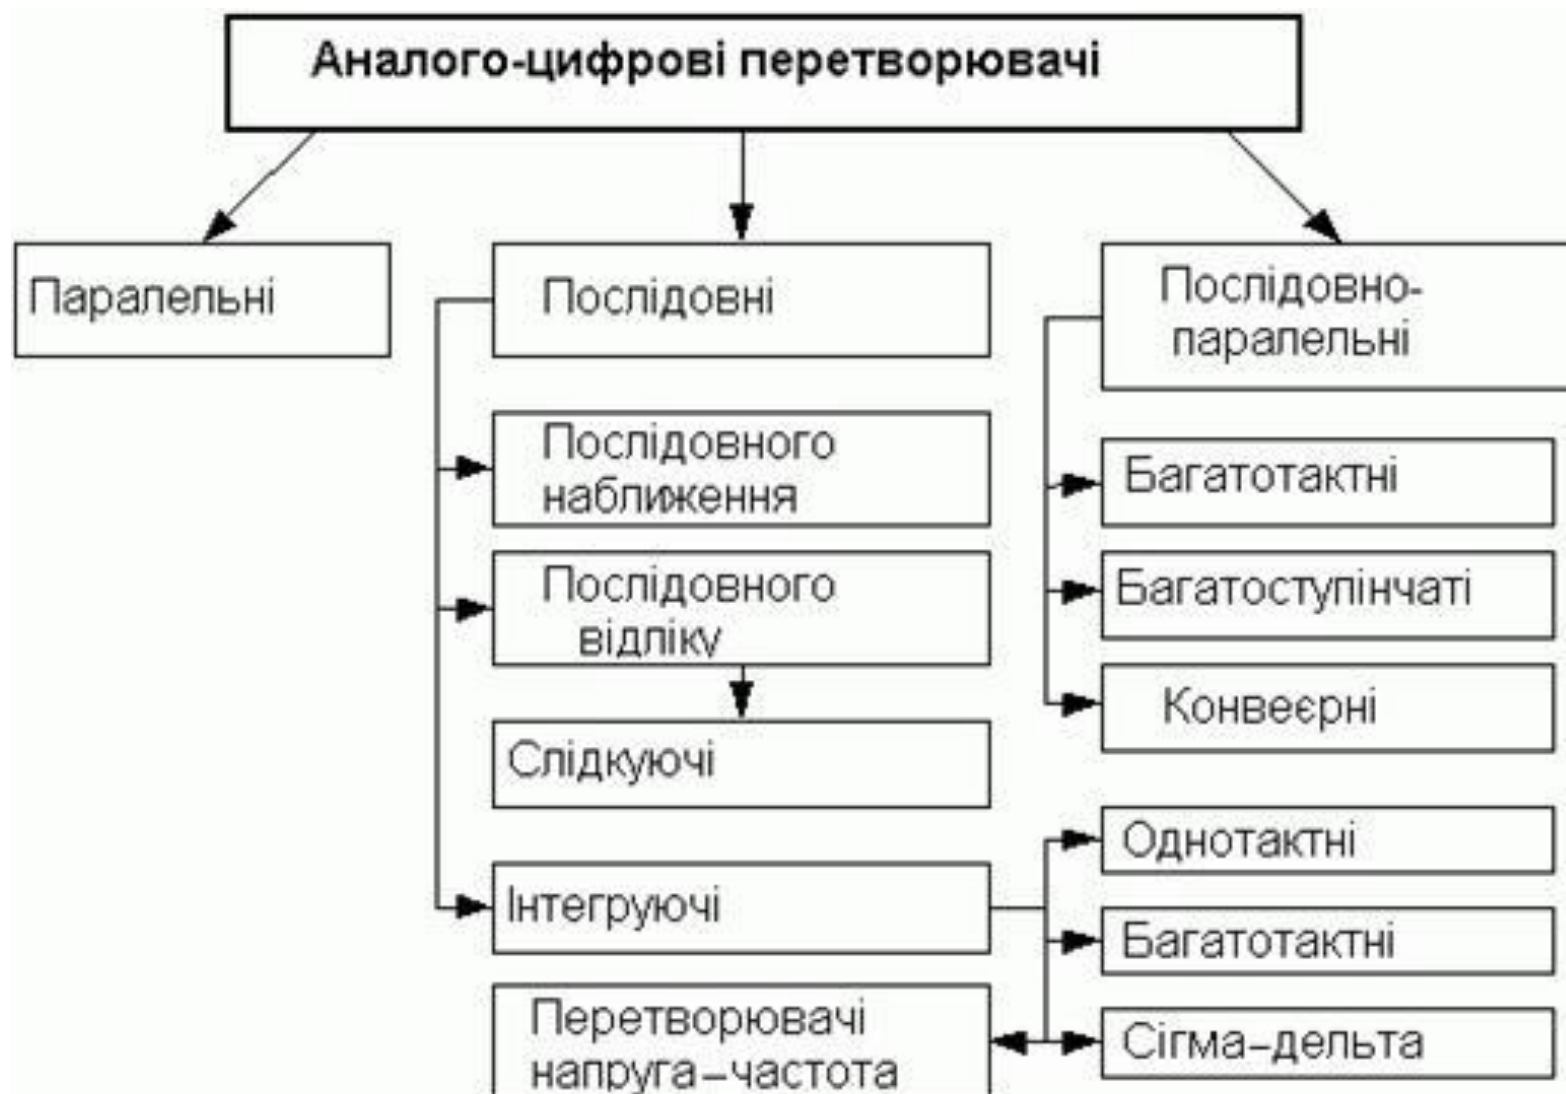 Аналого-цифрові перетворювачі
Паралельні
Послідовні
Послідовно-
паралельні
Послідовного
наближення
Послідовного
відліку
Слідкуючі
Інтегруючі
Перетворювачі
напруга–частота
Багатотактні
Багатоступінчаті
Конвеєрні
Однотактні
Багатотактні
Сігма–дельта